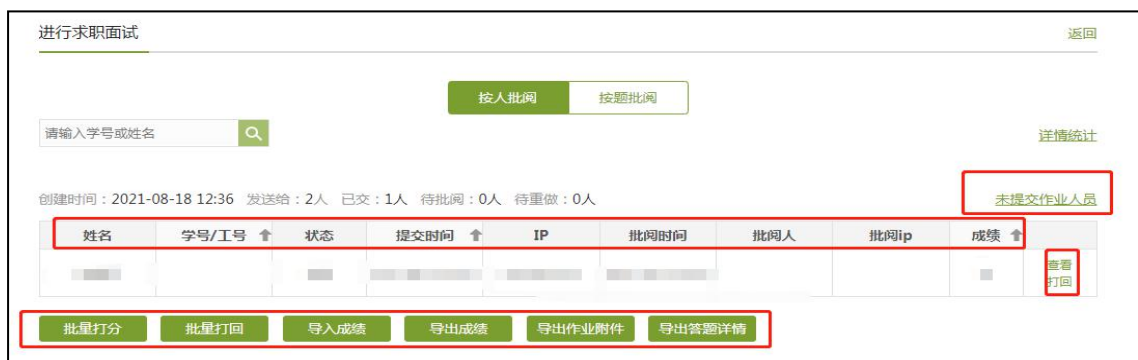 进行求职面试 返回
按人批阅 按题批阅
请输入学号或姓名 详情统计
创建时间：2021-08-18 12:36 发送给：2人 已交：1人 待批阅：0人 待重做：0人 未提交作业人员
姓名 学号/工号 状态 提交时间 IP 批阅时间 批阅人 批阅ip 成绩
查看
打回
批量打分 批量打回 导入成绩 导出成绩 导出作业附件 导出答题详情